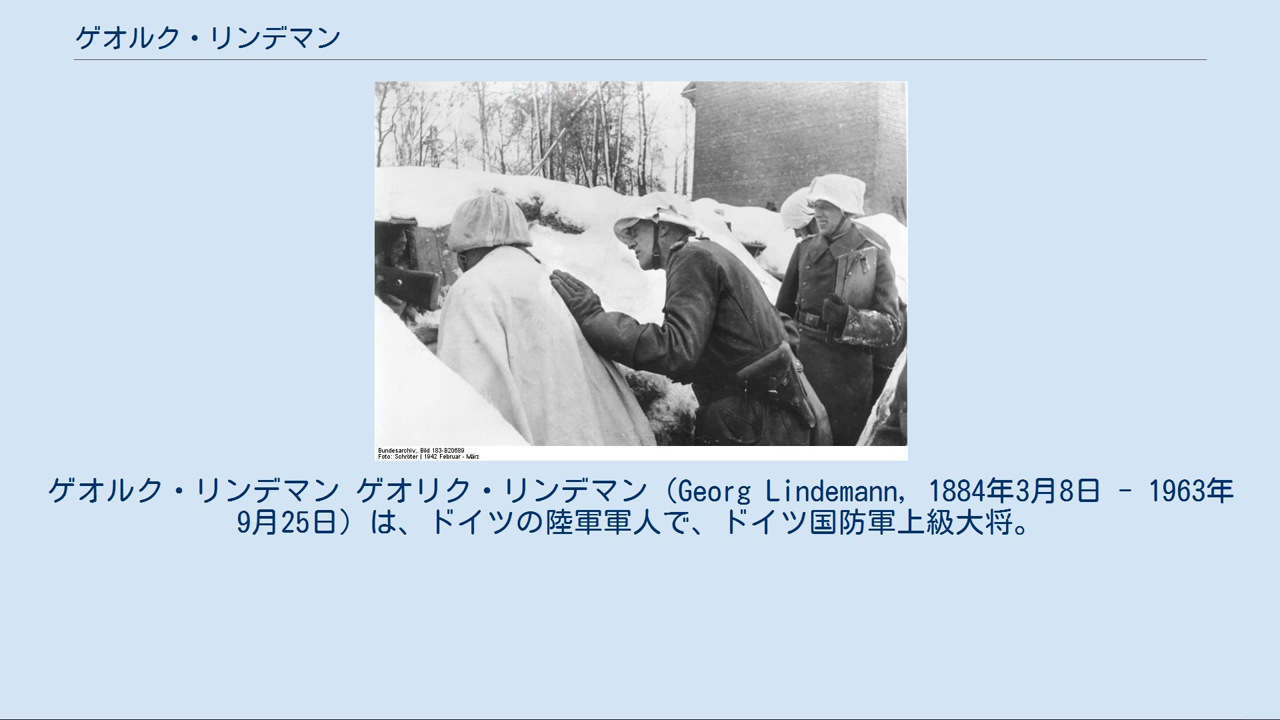 ゲオルク・リンデマン
Bundesarchiv, Bild 183-B20689
Foto: Schröter | 1942 Februar - März
ゲオルク・リンデマン ゲオリク・リンデマン（Georg Lindemann, 1884年3月8日 - 1963年
9月25日）は、ドイツの陸軍軍人で、ドイツ国防軍上級大将。